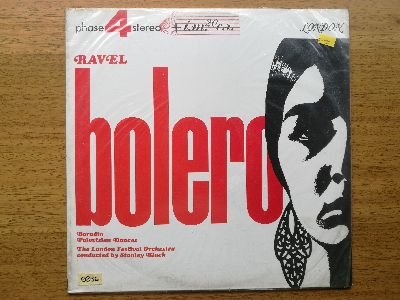 phase 4 stereo
LONDON
RAVEL
bolero
Borodin
Polovtsian Dances
The London Festival Orchestra
conducted by Stanley Black